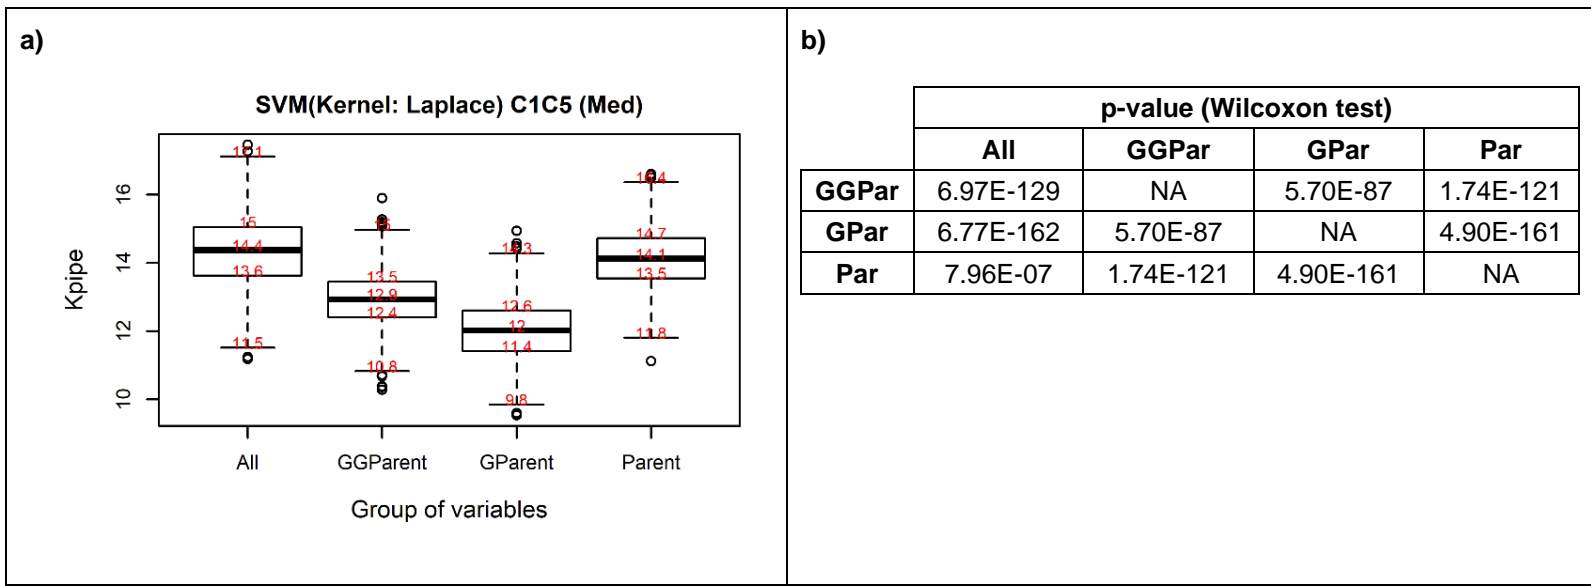 a)
SVM(Kernel: Laplace) C1C5 (Med)
Kpipe
16
14
12
10
17.1
15
14.4
13.6
11.5
15
13.5
12.9
12.4
10.8
14.3
12.6
12
11.4
9.8
16.4
14.7
14.1
13.5
11.8
All GGParent GParent Parent
Group of variables
b)
p-value (Wilcoxon test)
All GGPar GPar Par
GGPar 6.97E-129 NA 5.70E-87 1.74E-121
GPar 6.77E-162 5.70E-87 NA 4.90E-161
Par 7.96E-07 1.74E-121 4.90E-161 NA